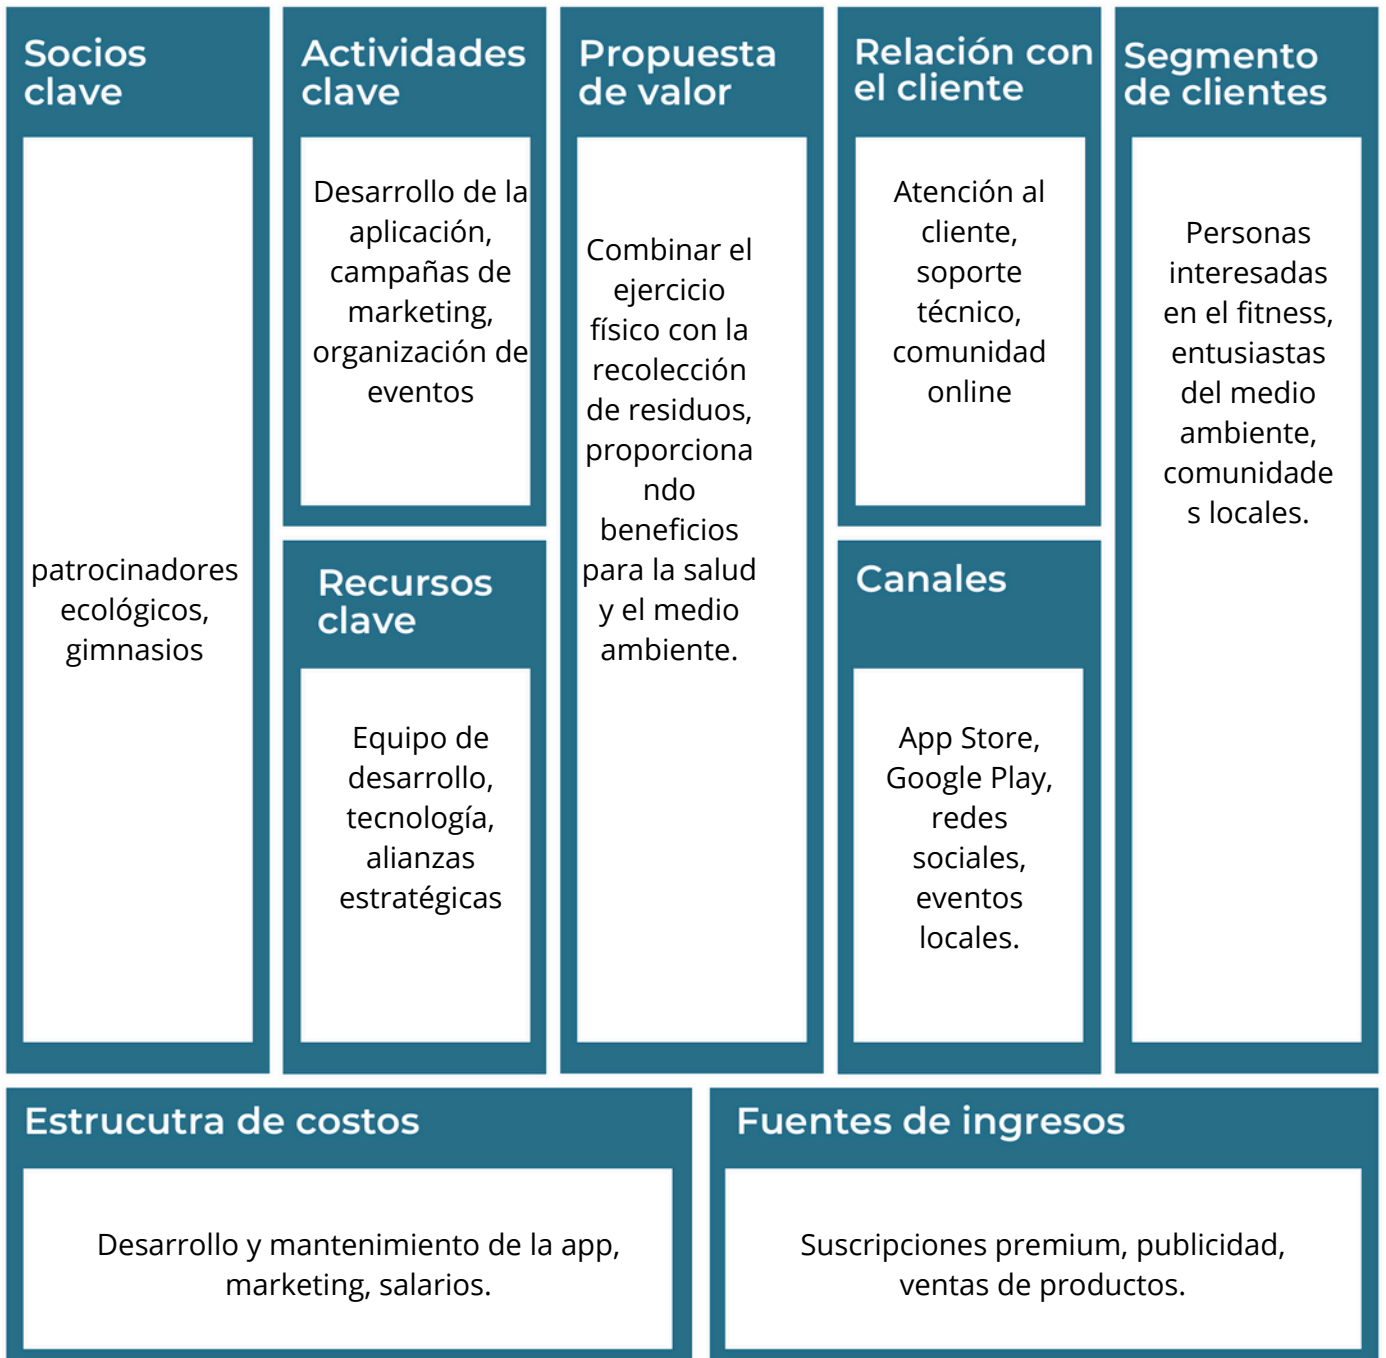 Socios
clave
patrocinadores
ecológicos,
gimnasios
Actividades
clave
Desarrollo de la
aplicación,
campañas de
marketing,
organización de
eventos
Recursos
clave
Equipo de
desarrollo,
tecnología,
alianzas
estratégicas
Propuesta
de valor
Combinar el
ejercicio
físico con la
recolección
de residuos,
proporciona
ndo
beneficios
para la salud
y el medio
ambiente.
Relación con
el cliente
Atención al
cliente,
soporte
técnico,
comunidad
online
Canales
App Store,
Google Play,
redes
sociales,
eventos
locales.
Segmento
de clientes
Personas
interesadas
en el fitness,
entusiastas
del medio
ambiente,
comunidade
s locales.
Estrucutra de costos
Desarrollo y mantenimiento de la app,
marketing, salarios.
Fuentes de ingresos
Suscripciones premium, publicidad,
ventas de productos.